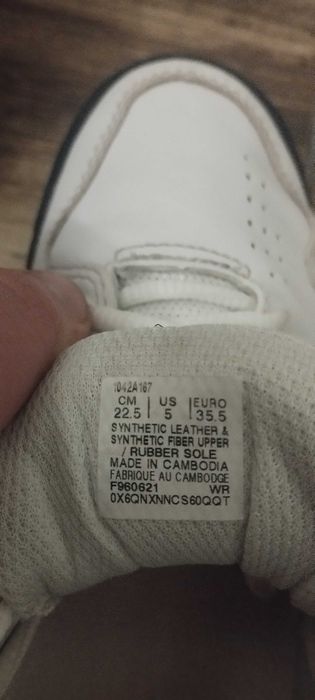 1042A167
CM | US | EURO
22.5 | 5 | 35.5
SYNTHETIC LEATHER &
SYNTHETIC FIBER UPPER
/ RUBBER SOLE
MADE IN CAMBODIA
FABRIQUE AU CAMBODGE
F960621 WR
0X6QNXNNCS60QQT